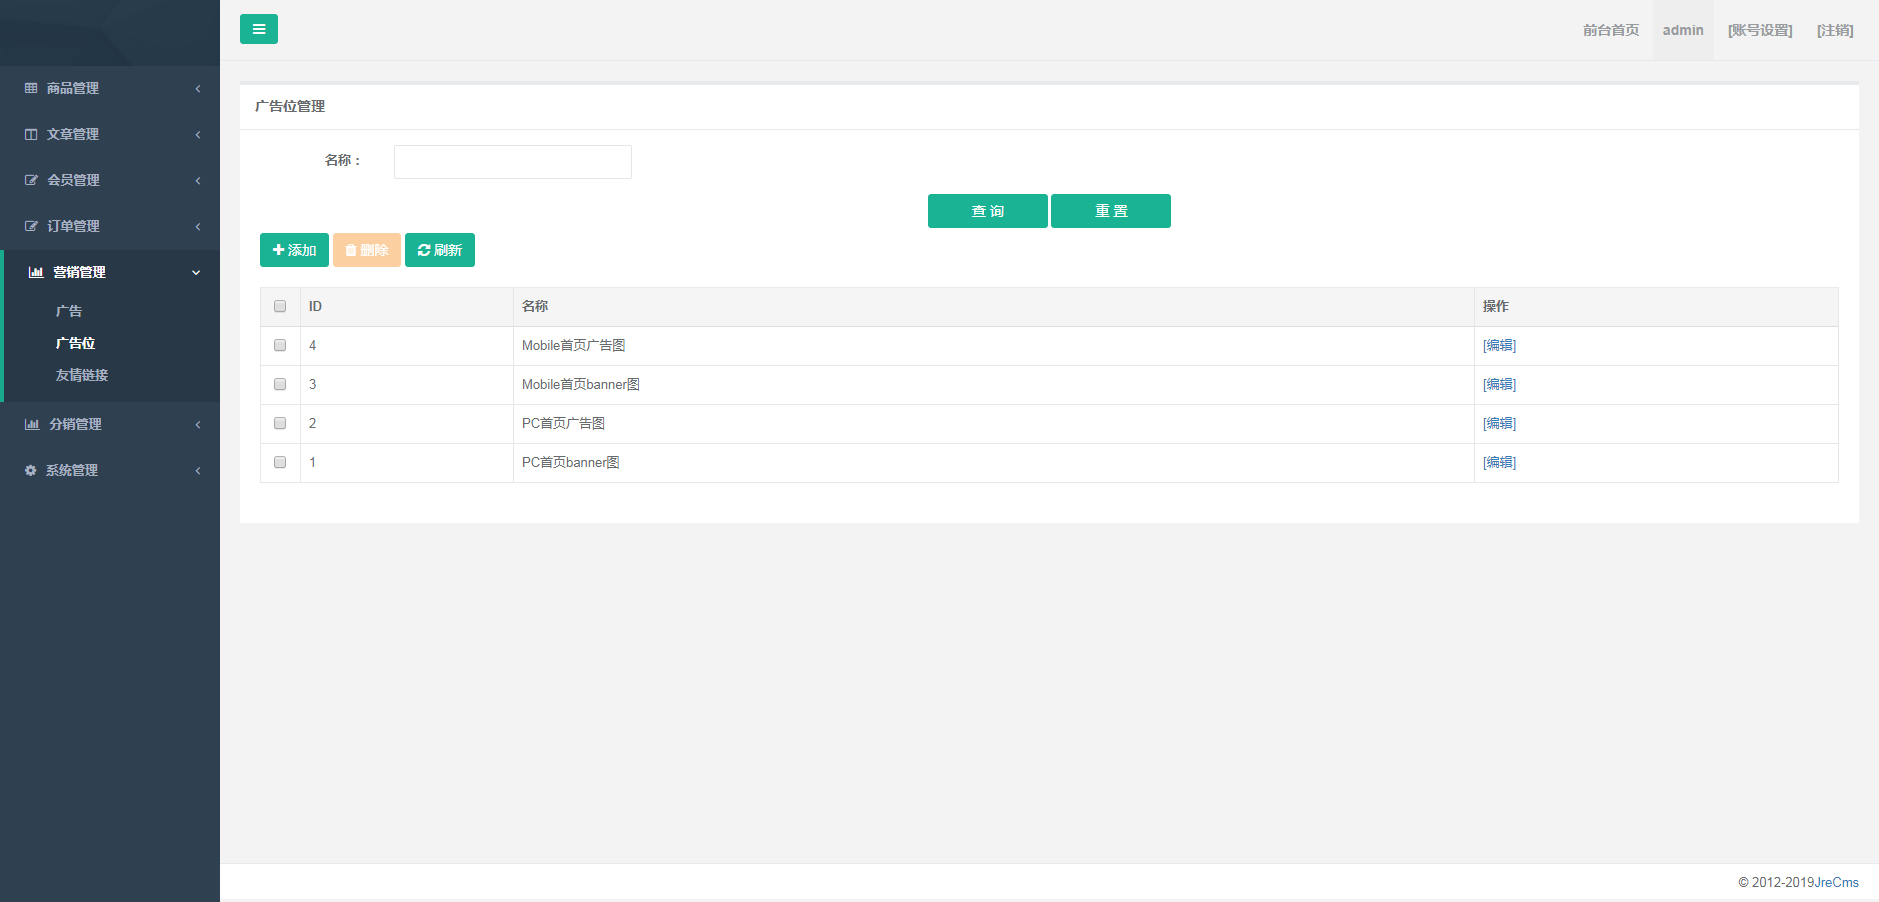 前台首页 admin [账号设置] [注销]
商品管理
文章管理
会员管理
订单管理
营销管理
广告
广告位
友情链接
分销管理
系统管理
广告位管理
名称：
查 询 重 置
添加 删除 刷新
ID 名称 操作
4 Mobile首页广告图 [编辑]
3 Mobile首页banner图 [编辑]
2 PC首页广告图 [编辑]
1 PC首页banner图 [编辑]
© 2012-2019JreCms